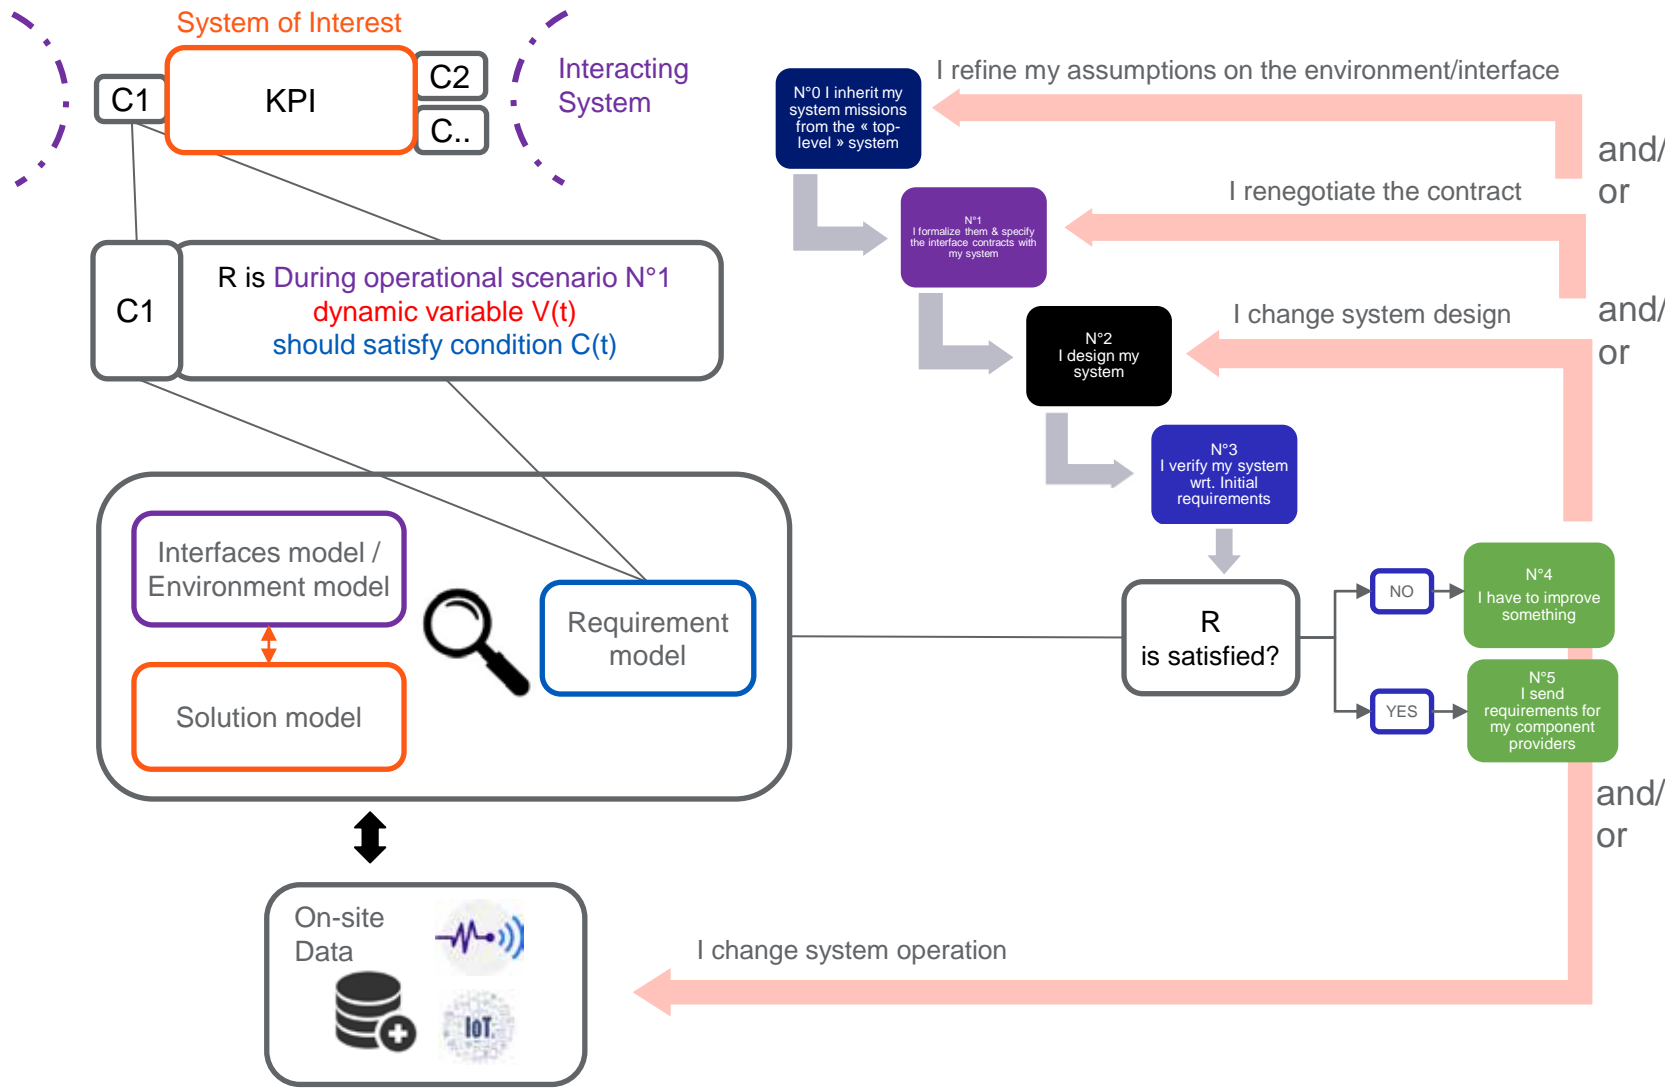 System of Interest
C1
KPI
C2
C..
Interacting
System
C1
R is During operational scenario N°1
dynamic variable V(t)
should satisfy condition C(t)
Interfaces model /
Environment model
Solution model
Requirement
model
On-site
Data
IoT
I refine my assumptions on the environment/interface
N°0 I inherit my
system missions
from the « top-
level » system
and/
or
I renegotiate the contract
N°1
I formalize them & specify
the interface contracts with
my system
and/
or
I change system design
N°2
I design my
system
N°3
I verify my system
wrt. Initial
requirements
R
is satisfied?
NO
N°4
I have to improve
something
YES
N°5
I send
requirements for
my component
providers
and/
or
I change system operation